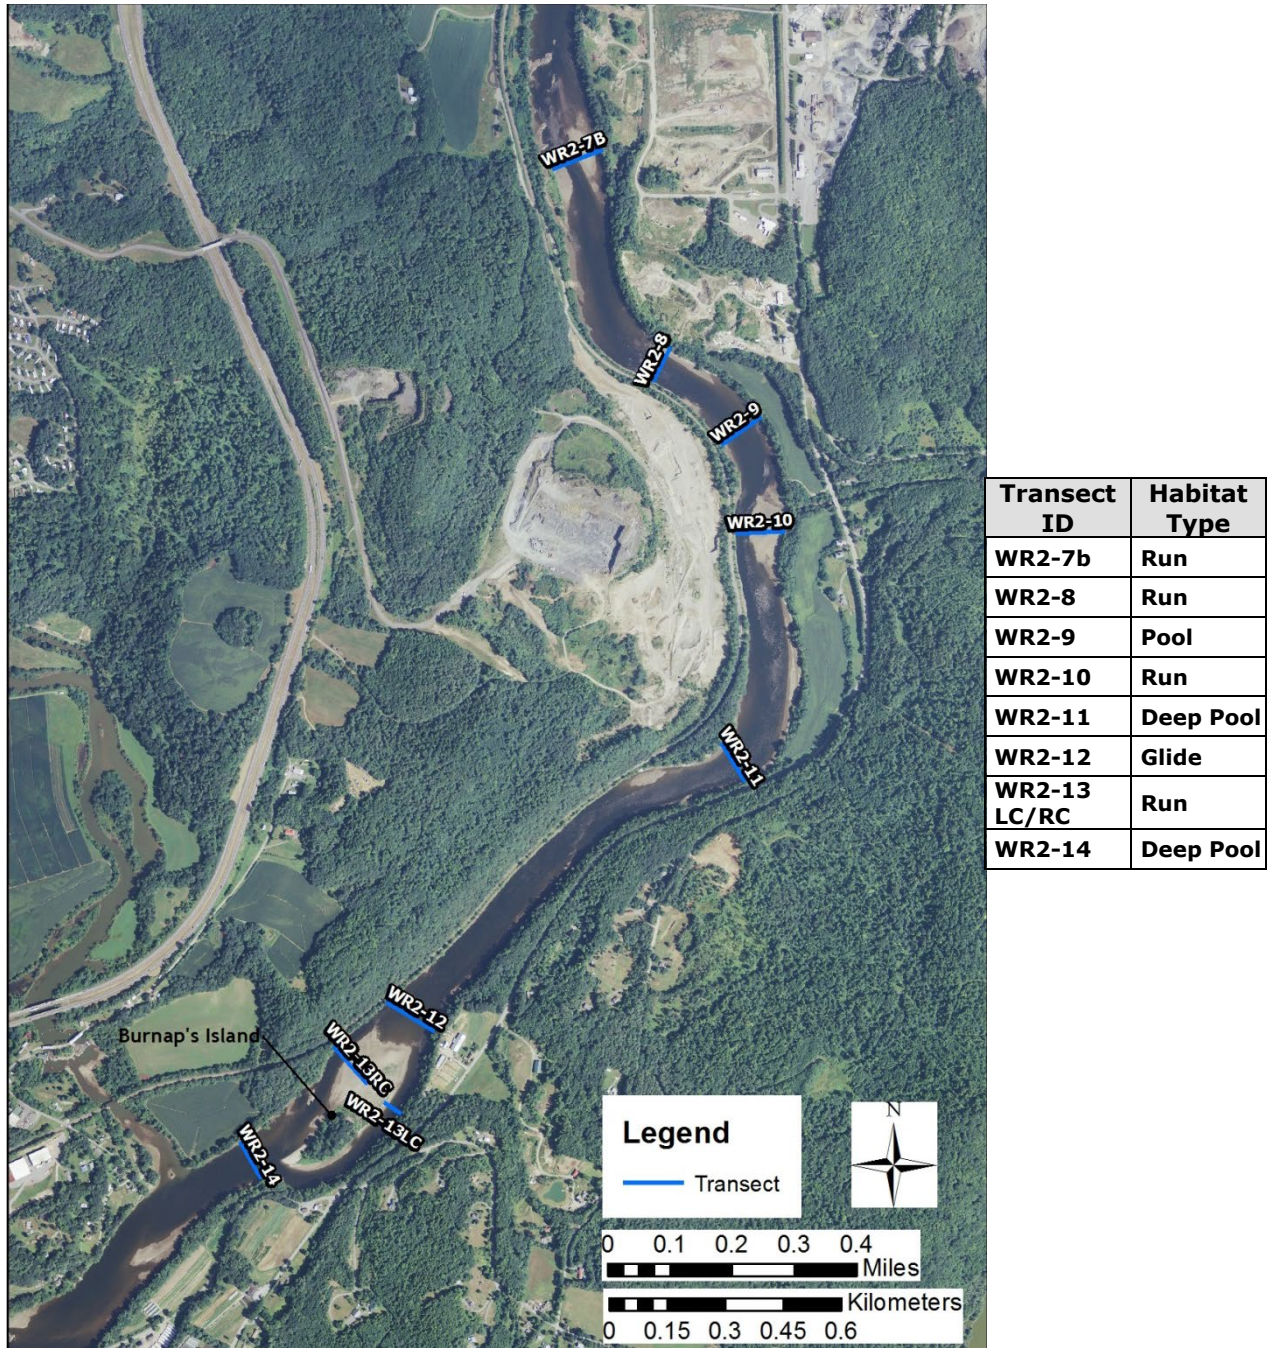 WR2-7B
WR2-8
WR2-9
WR2-10
WR2-11
WR2-12
Burnap's Island
WR2-13RC
WR2-13LC
WR2-14
Legend
Transect
N
0 0.1 0.2 0.3 0.4
Miles
Kilometers
0 0.15 0.3 0.45 0.6
Transect ID Habitat Type
WR2-7b Run
WR2-8 Run
WR2-9 Pool
WR2-10 Run
WR2-11 Deep Pool
WR2-12 Glide
WR2-13 LC/RC Run
WR2-14 Deep Pool